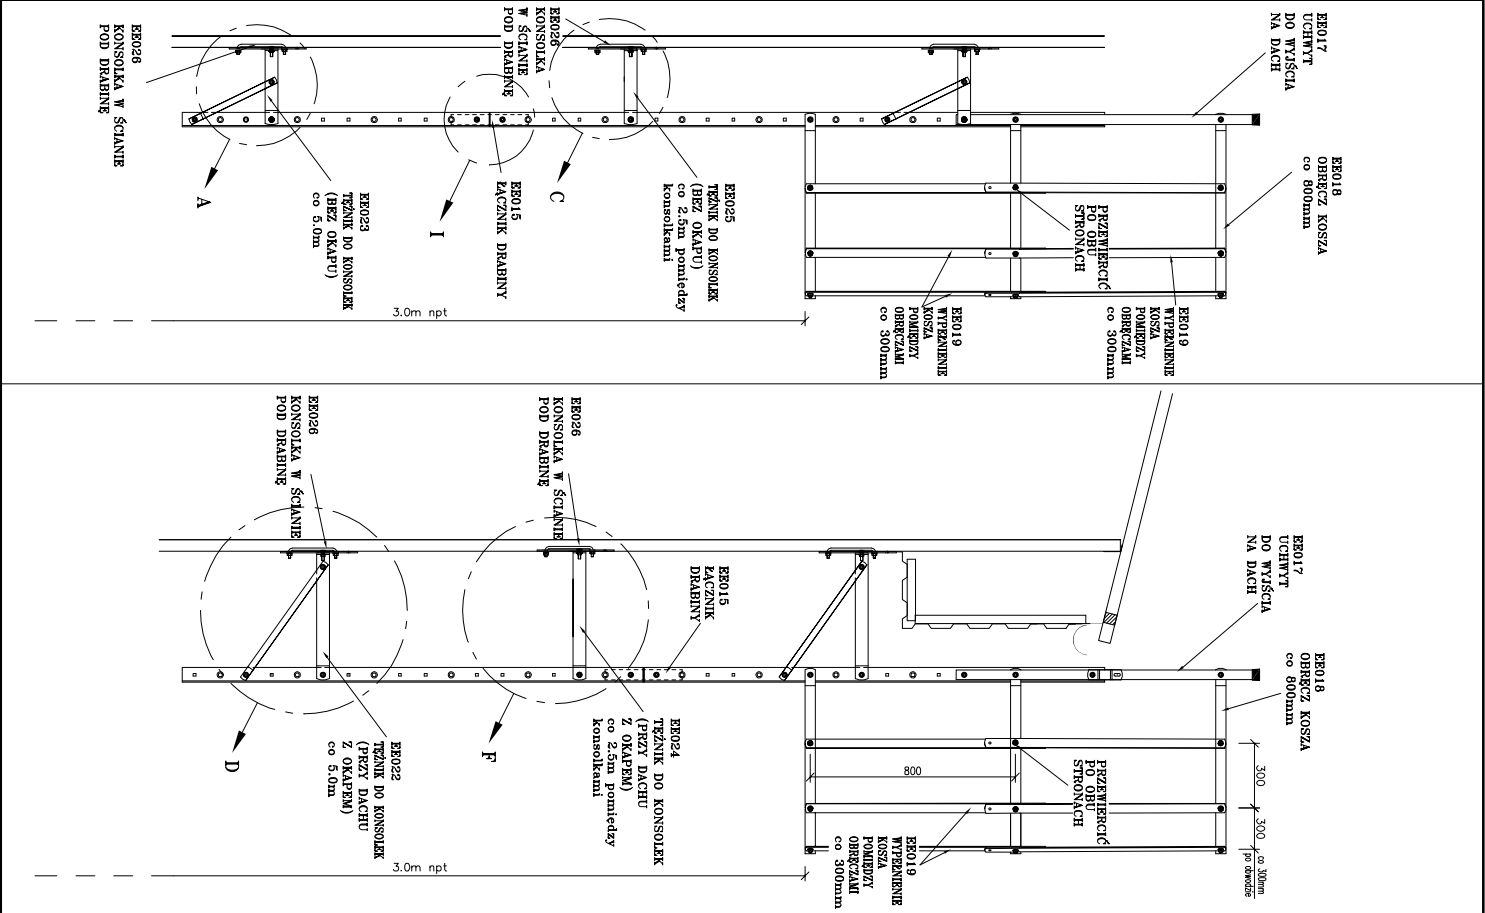 EE026
KONSOLKA W ŚCIANIE
POD DRABINĘ
EE026
KONSOLKA
W ŚCIANIE
POD DRABINĘ
EE017
UCHWYT
DO WYJŚCIA
NA DACH
EE018
OBRĘCZ KOSZA
co 800mm
A
EE023
TĘŻNIK DO KONSOLEK
(BEZ OKAPU)
co 5.0m
I
EE015
ŁĄCZNIK DRABINY
C
EE025
TĘŻNIK DO KONSOLEK
(BEZ OKAPU)
co 2.5m pomiędzy
konsolkami
PRZEWIERCIĆ
PO OBU
STRONACH
EE019
WYPEŁNIENIE
KOSZA
POMIĘDZY
OBRĘCZAMI
co 300mm
EE019
WYPEŁNIENIE
KOSZA
POMIĘDZY
OBRĘCZAMI
co 300mm
3.0m npt
EE026
KONSOLKA W ŚCIANIE
POD DRABINĘ
EE026
KONSOLKA W ŚCIANIE
POD DRABINĘ
EE015
ŁĄCZNIK
DRABINY
EE017
UCHWYT
DO WYJŚCIA
NA DACH
EE018
OBRĘCZ KOSZA
co 800mm
D
EE022
TĘŻNIK DO KONSOLEK
(PRZY DACHU
Z OKAPEM)
co 5.0m
F
EE024
TĘŻNIK DO KONSOLEK
(PRZY DACHU
Z OKAPEM)
co 2.5m pomiędzy
konsolkami
PRZEWIERCIĆ
PO OBU
STRONACH
800
300
300
co 300mm
po obwodzie
EE019
WYPEŁNIENIE
KOSZA
POMIĘDZY
OBRĘCZAMI
co 300mm
3.0m npt